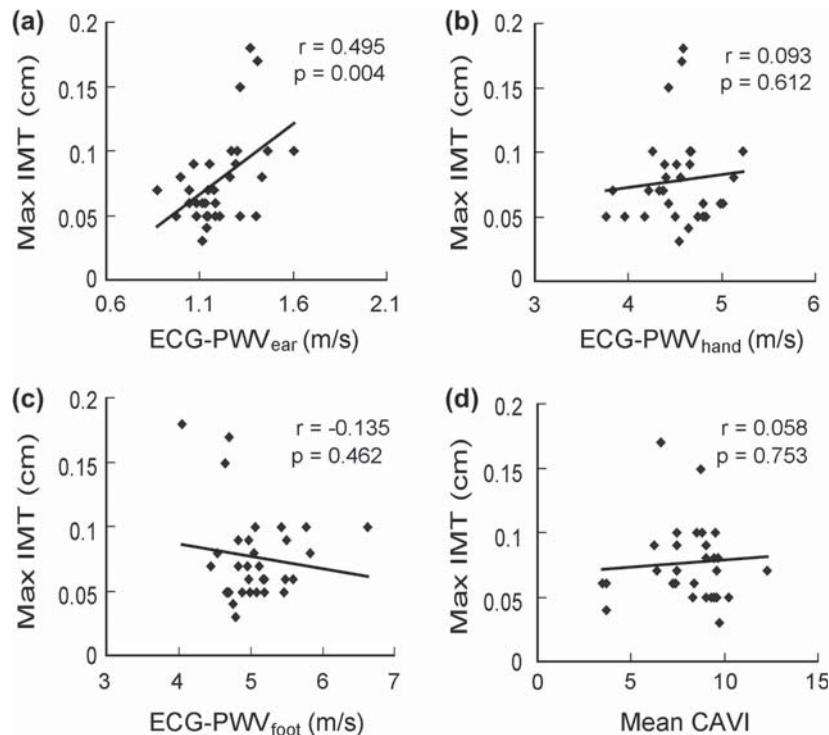 (a)
r = 0.495
p = 0.004
Max IMT (cm)
0.2
0.15
0.1
0.05
0
0.6 1.1 1.6 2.1
ECG-PWVear (m/s)
(b)
r = 0.093
p = 0.612
Max IMT (cm)
0.2
0.15
0.1
0.05
0
3 4 5 6
ECG-PWVhand (m/s)
(c)
r = -0.135
p = 0.462
Max IMT (cm)
0.2
0.15
0.1
0.05
0
3 4 5 6 7
ECG-PWVfoot (m/s)
(d)
r = 0.058
p = 0.753
Max IMT (cm)
0.2
0.15
0.1
0.05
0
0 5 10 15
Mean CAVI